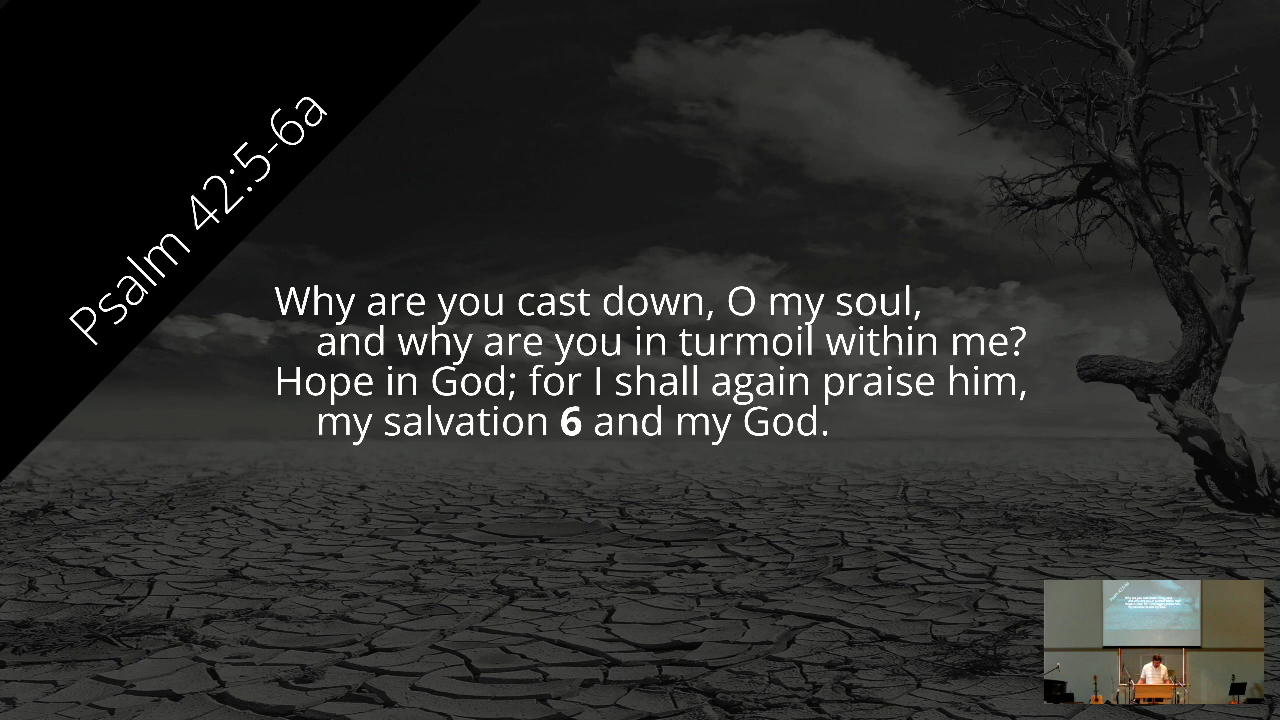 Psalm 42:5-6a
Why are you cast down, O my soul,
and why are you in turmoil within me?
Hope in God; for I shall again praise him,
my salvation 6 and my God.